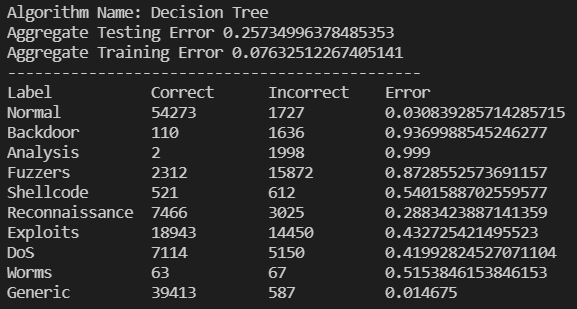 Algorithm Name: Decision Tree
Aggregate Testing Error 0.25734996378485353
Aggregate Training Error 0.07632512267405141
----------------------------------------------
Label Correct Incorrect Error
Normal 54273 1727 0.030839285714285715
Backdoor 110 1636 0.9369988545246277
Analysis 2 1998 0.999
Fuzzers 2312 15872 0.8728552573691157
Shellcode 521 612 0.5401588702559577
Reconnaissance 7466 3025 0.2883423887141359
Exploits 18943 14450 0.432725421495523
DoS 7114 5150 0.41992824527071104
Worms 63 67 0.5153846153846153
Generic 39413 587 0.014675